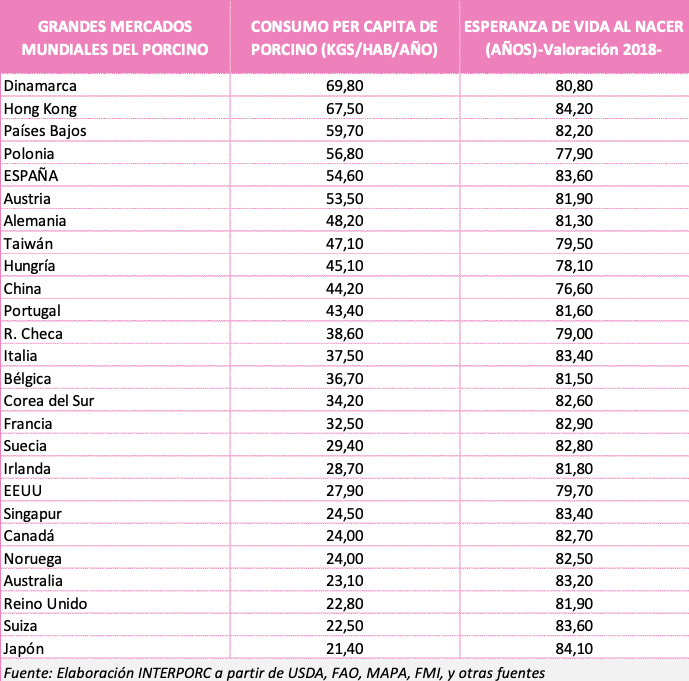 GRANDES MERCADOS MUNDIALES DEL PORCINO CONSUMO PER CAPITA DE PORCINO (KGS/HAB/AÑO) ESPERANZA DE VIDA AL NACER (AÑOS)-Valoración 2018-
Dinamarca 69,80 80,80
Hong Kong 67,50 84,20
Países Bajos 59,70 82,20
Polonia 56,80 77,90
ESPAÑA 54,60 83,60
Austria 53,50 81,90
Alemania 48,20 81,30
Taiwán 47,10 79,50
Hungría 45,10 78,10
China 44,20 76,60
Portugal 43,40 81,60
R. Checa 38,60 79,00
Italia 37,50 83,40
Bélgica 36,70 81,50
Corea del Sur 34,20 82,60
Francia 32,50 82,90
Suecia 29,40 82,80
Irlanda 28,70 81,80
EEUU 27,90 79,70
Singapur 24,50 83,40
Canadá 24,00 82,70
Noruega 24,00 82,50
Australia 23,10 83,20
Reino Unido 22,80 81,90
Suiza 22,50 83,60
Japón 21,40 84,10
Fuente: Elaboración INTERPORC a partir de USDA, FAO, MAPA, FMI, y otras fuentes